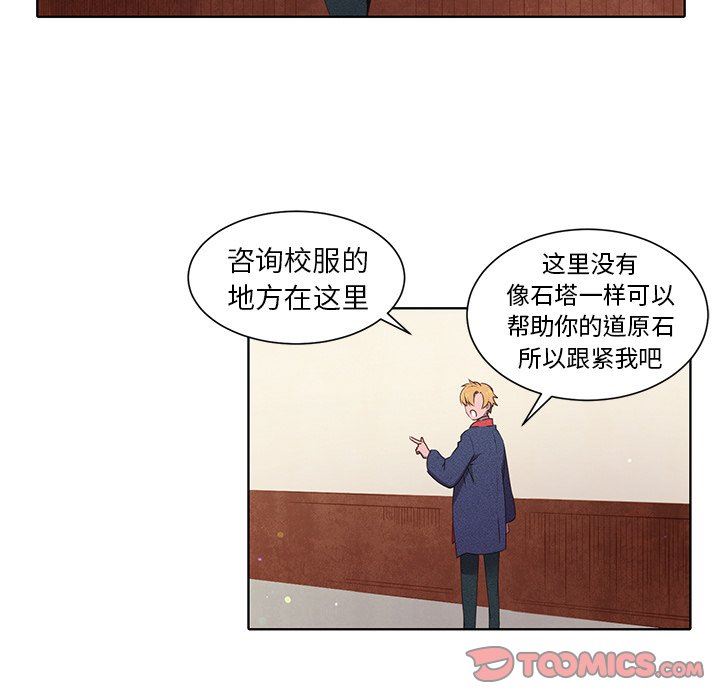 咨询校服的
地方在这里
这里没有
像石塔一样可以
帮助你的道原石
所以跟紧我吧
TOOMICS.COM